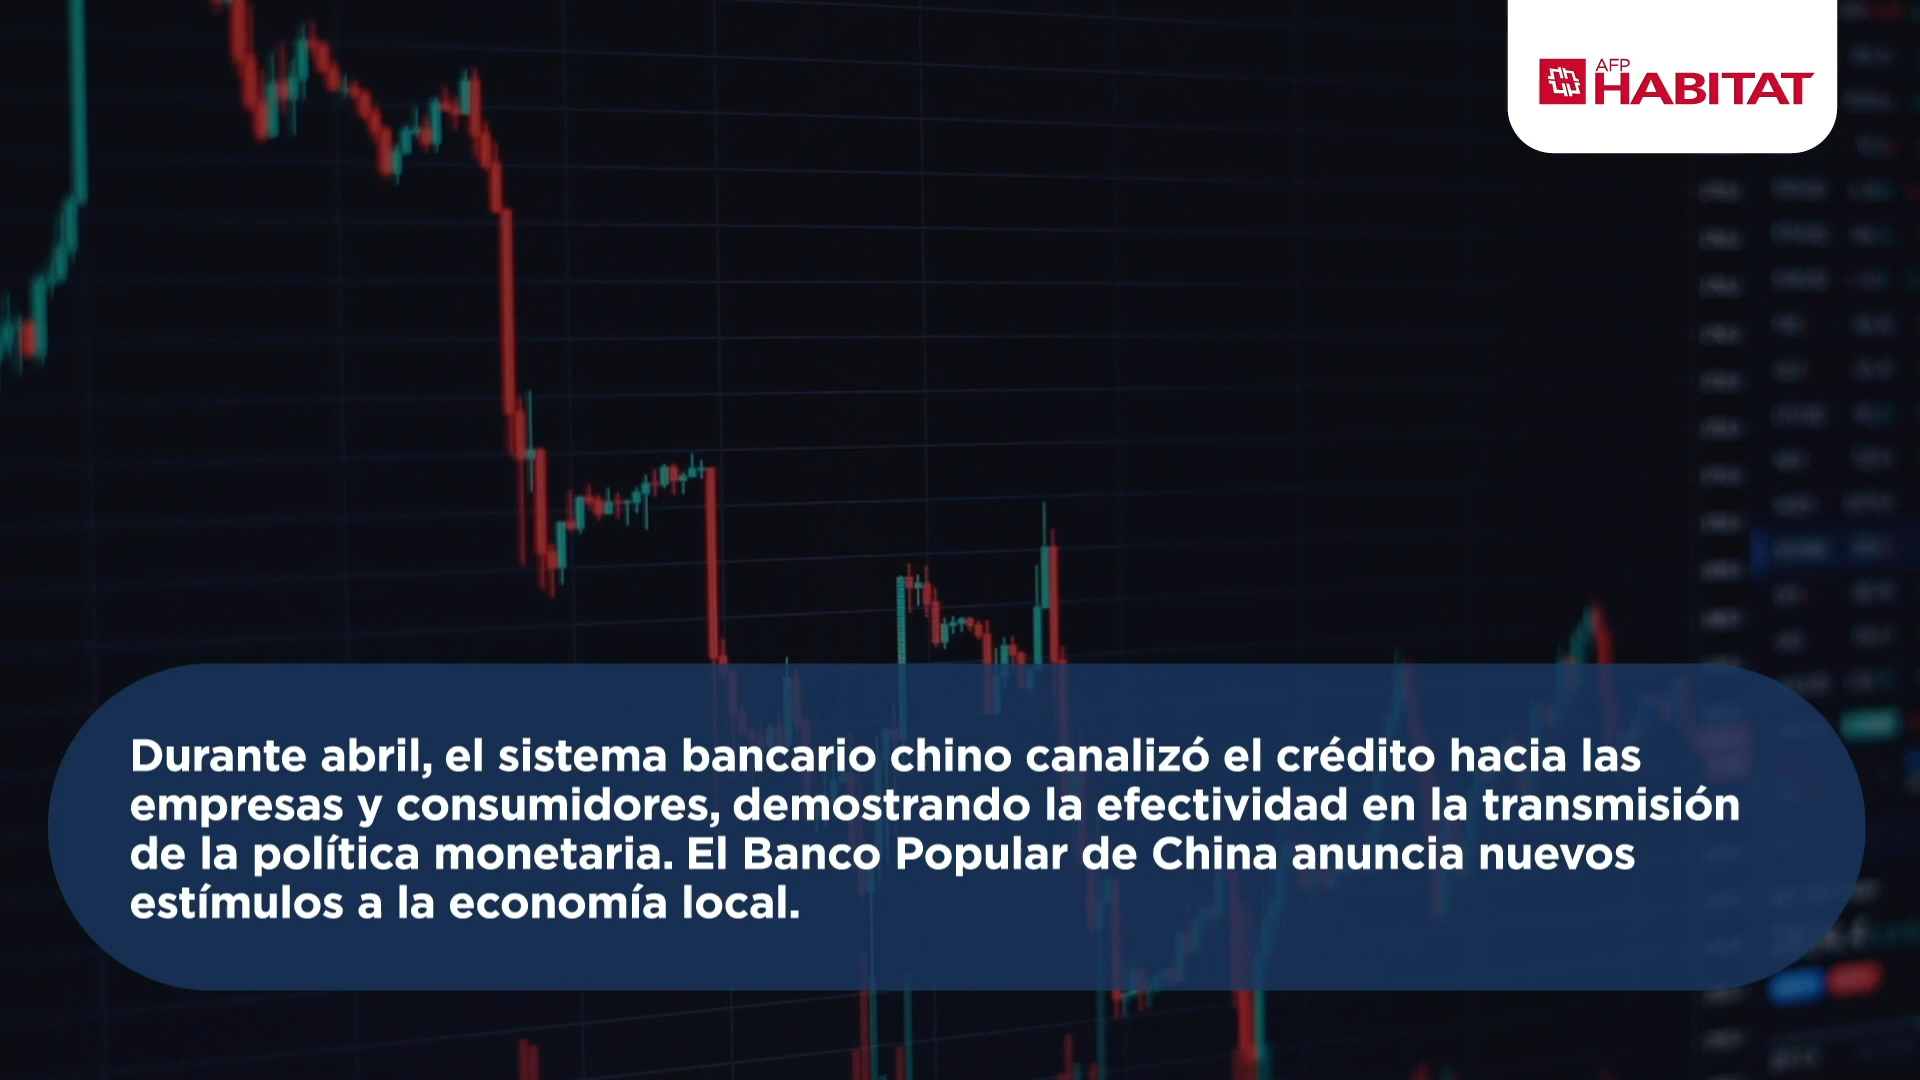 AFP
HABITAT
Durante abril, el sistema bancario chino canalizó el crédito hacia las
empresas y consumidores, demostrando la efectividad en la transmisión
de la política monetaria. El Banco Popular de China anuncia nuevos
estímulos a la economía local.